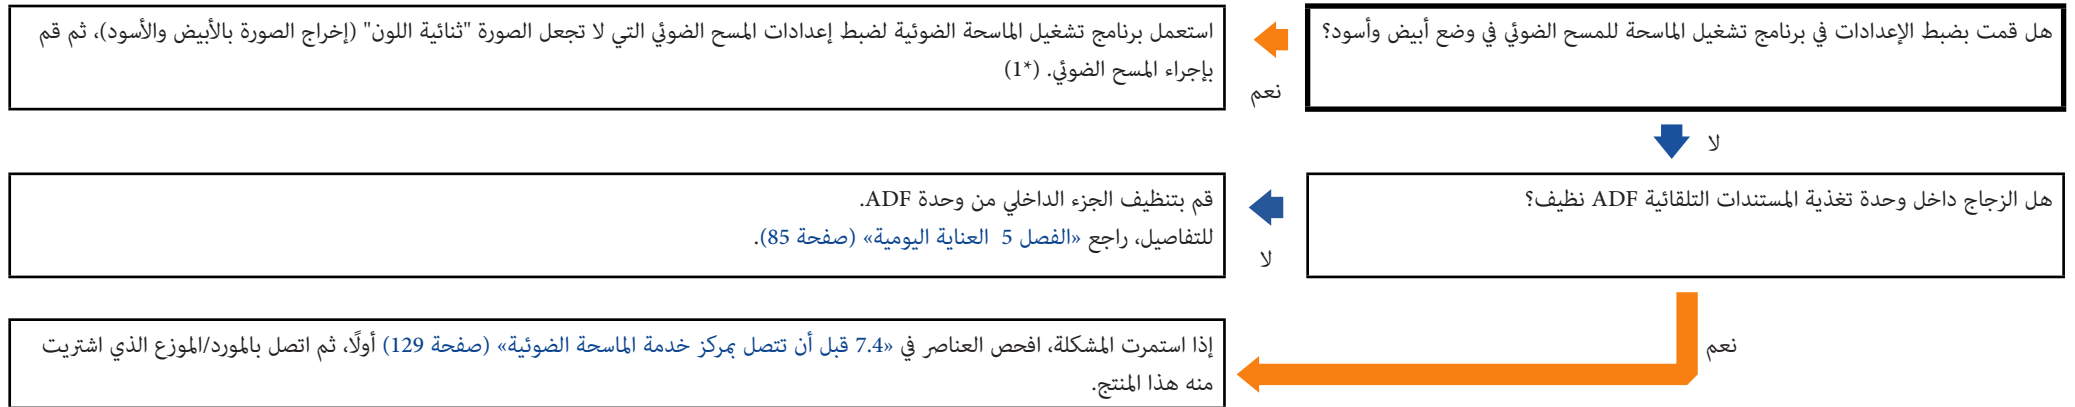 هل قمت بضبط الإعدادات في برنامج تشغيل الماسحة للمسح الضوئي في وضع أبيض وأسود؟
نعم
استعمل برنامج تشغيل الماسحة الضوئية لضبط إعدادات المسح الضوئي التي لا تجعل الصورة "ثنائية اللون" (إخراج الصورة بالأبيض والأسود)، ثم قم
بإجراء المسح الضوئي. (*1)
لا
هل الزجاج داخل وحدة تغذية المستندات التلقائية ADF نظيف؟
لا
قم بتنظيف الجزء الداخلي من وحدة ADF.
للتفاصيل، راجع «الفصل 5 العناية اليومية» (صفحة 85).
نعم
إذا استمرت المشكلة، افحص العناصر في «7.4 قبل أن تتصل بمركز خدمة الماسحة الضوئية» (صفحة 129) أولًا، ثم اتصل بالمورد/الموزع الذي اشتريت
منه هذا المنتج.